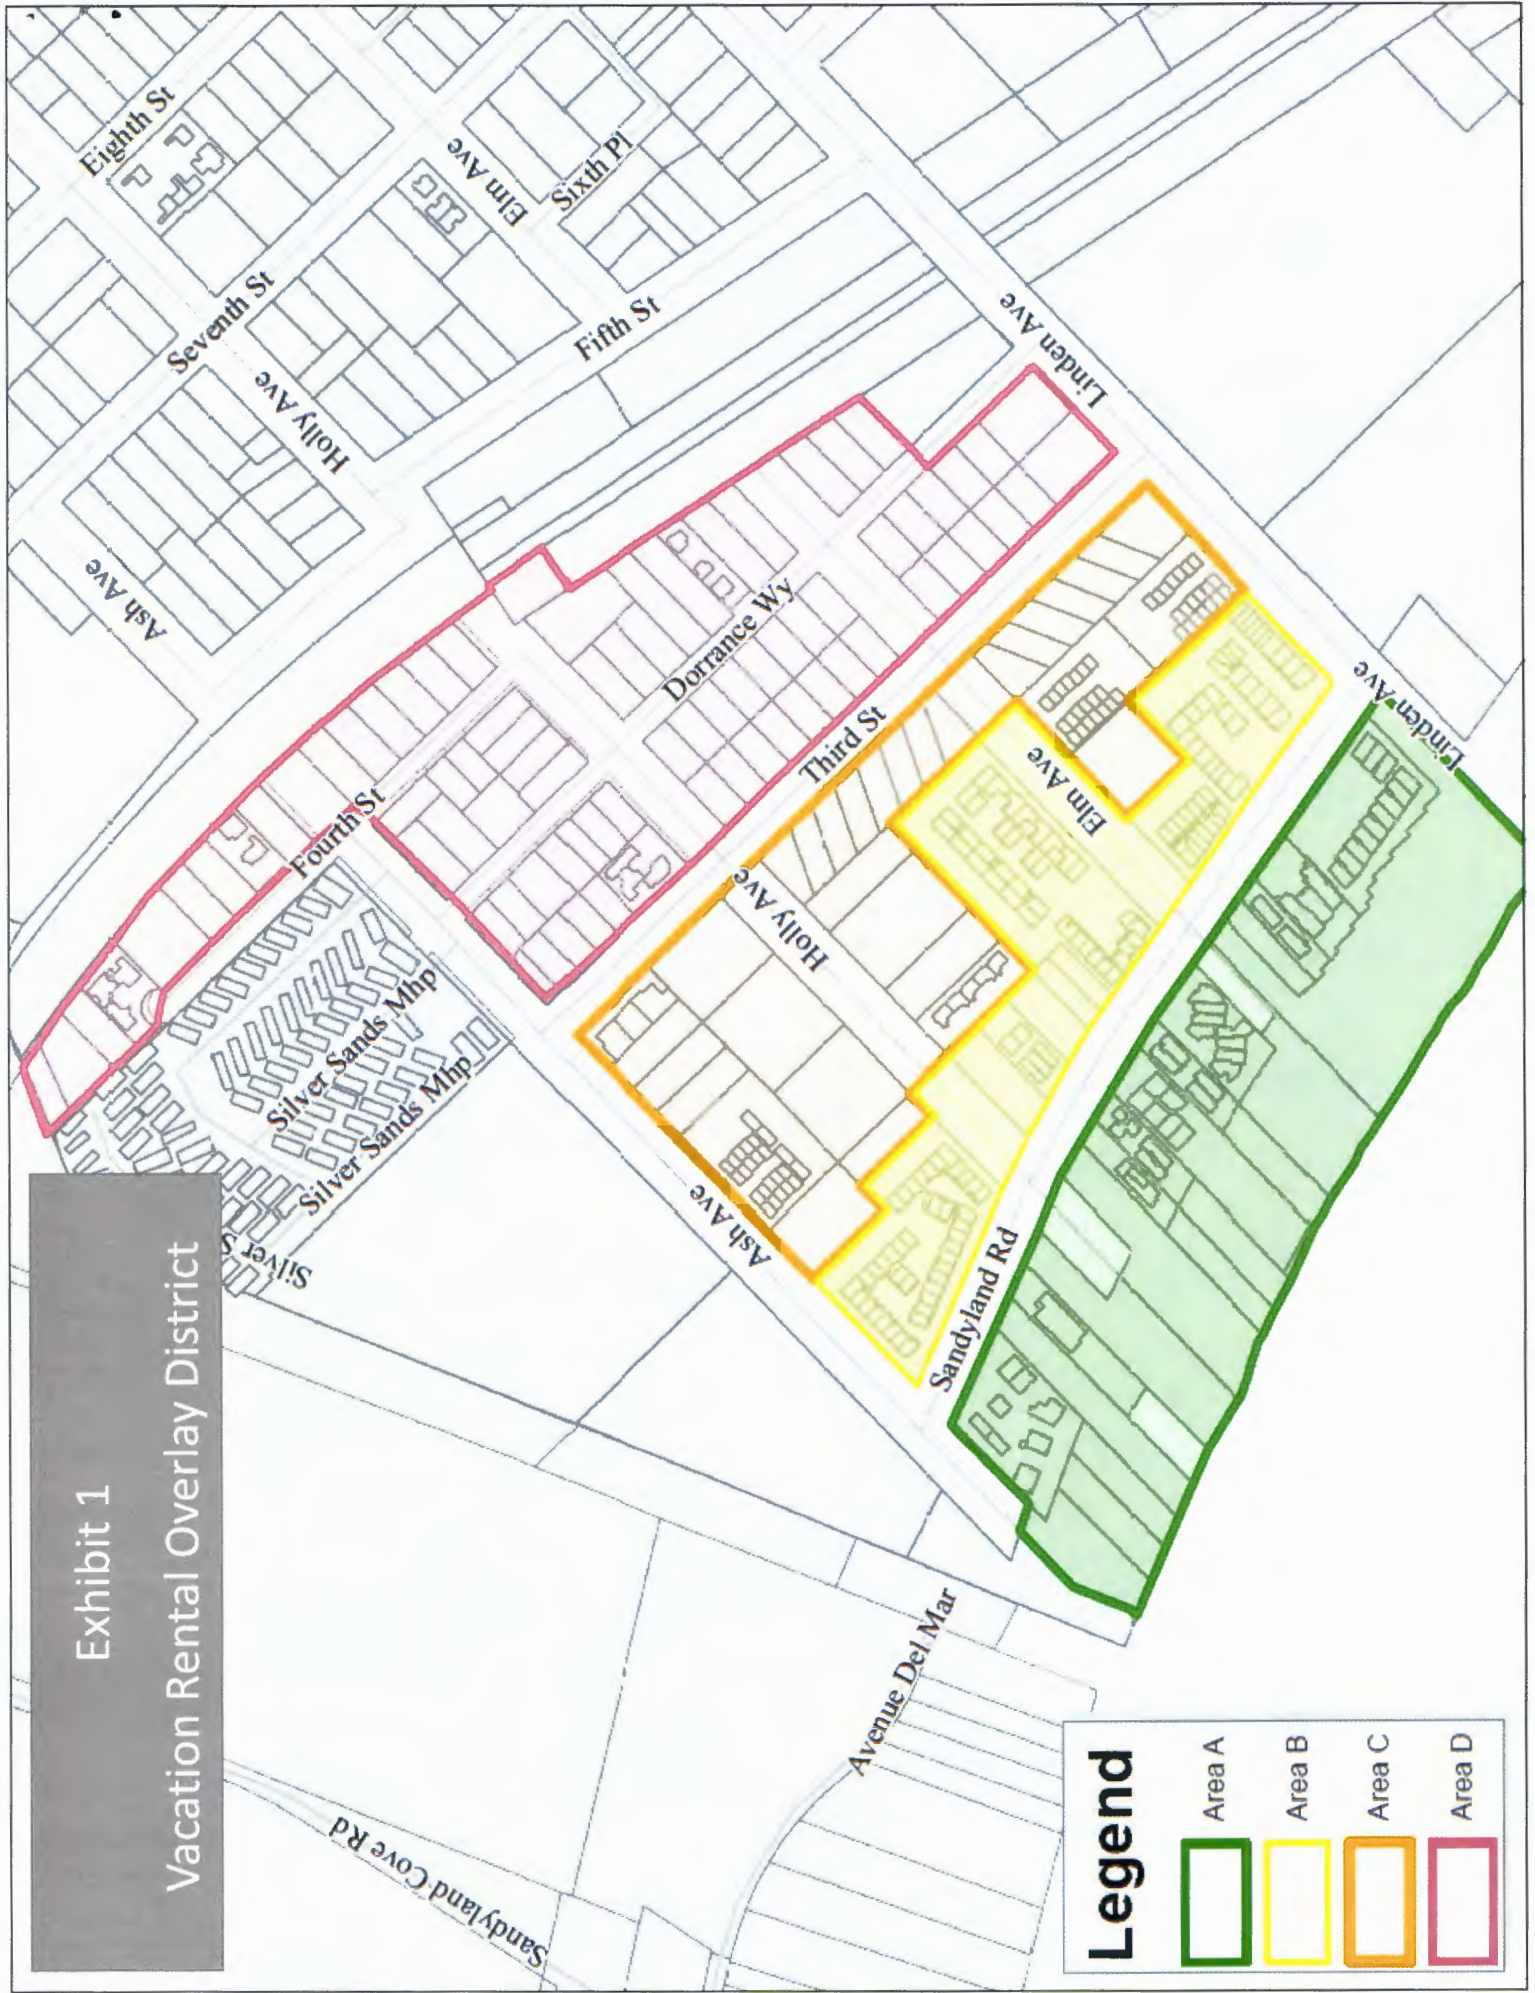 Exhibit 1
Vacation Rental Overlay District
Eighth St
Seventh St
Elm Ave
Sixth Pl
Holly Ave
Fifth St
Ash Ave
Linden Ave
Dorrance Wy
Fourth St
Third St
Silver Sands Mhp
Silver Sands Mhp
Silver S
Holly Ave
Elm Ave
Linden Ave
Ash Ave
Sandyland Rd
Avenue Del Mar
Sandyland Cove Rd
Legend
Area A
Area B
Area C
Area D